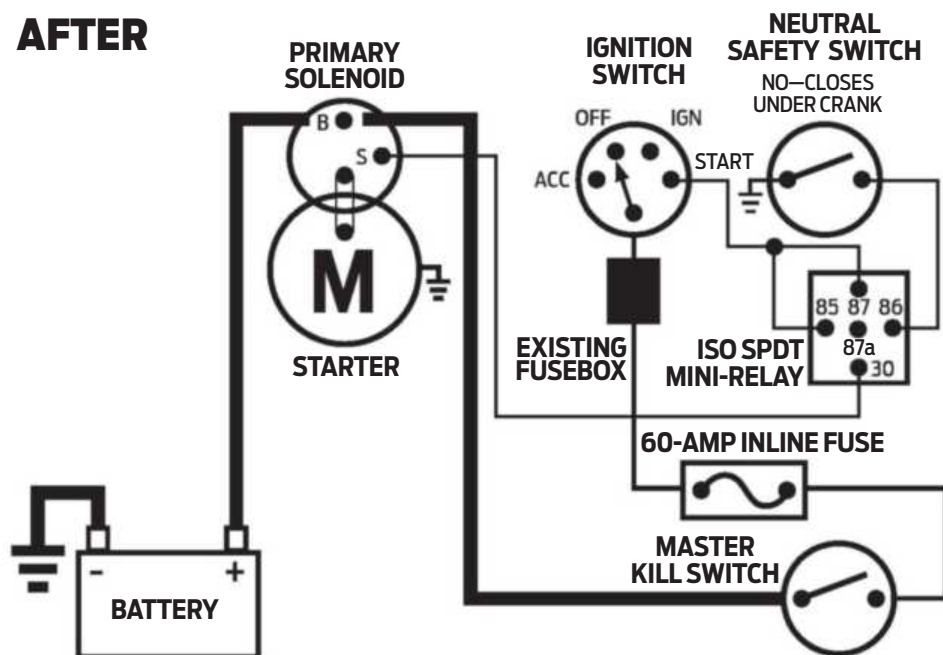 AFTER
PRIMARY
SOLENOID
B
S
M
STARTER
IGNITION
SWITCH
OFF
IGN
ACC
START
NEUTRAL
SAFETY SWITCH
NO—CLOSES
UNDER CRANK
EXISTING
FUSEBOX
ISO SPDT
MINI-RELAY
85 87 86
87a
30
60-AMP INLINE FUSE
MASTER
KILL SWITCH
- +
BATTERY